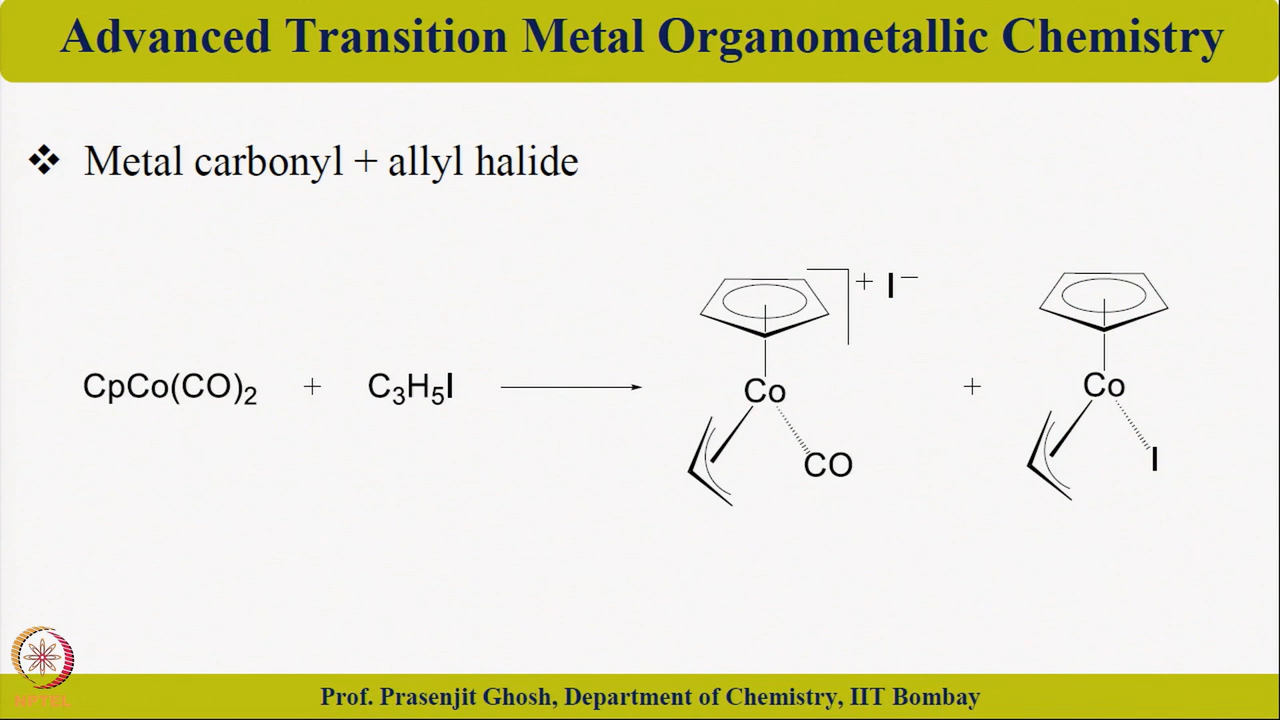 Advanced Transition Metal Organometallic Chemistry
❖ Metal carbonyl + allyl halide
CpCo(CO)₂ + C₃H₅I
+ I⁻
Co
CO
+
Co
I
NPTEL
Prof. Prasenjit Ghosh, Department of Chemistry, IIT Bombay